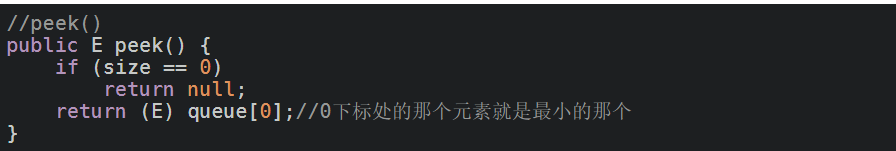 //peek()
public E peek() {
    if (size == 0)
        return null;
    return (E) queue[0];//0下标处的那个元素就是最小的那个
}